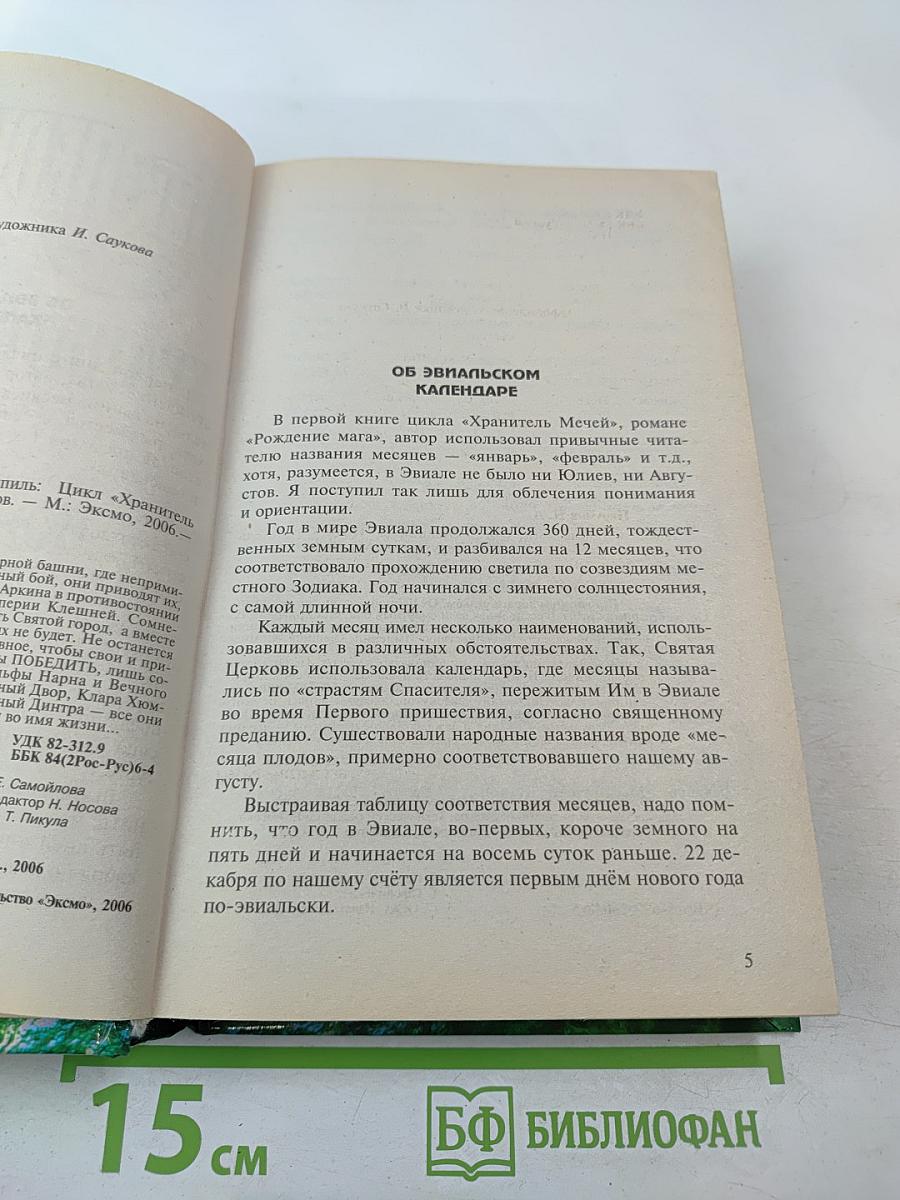 удожника И. Саукова
пиль: Цикл «Хранитель
ов. — М.: Эксмо, 2006.—
рной башни, где неприми-
ный бой, они приводят их,
Аркина в противостоянии
перии Клешней. Сомне-
ть Святой город, а вместе
х не будет. Не останется
вное, чтобы свои и при-
ы ПОБЕДИТЬ, лишь со-
льфы Нарна и Вечного
ный Двор, Клара Хюм-
ный Динтра — все они
и во имя жизни...
УДК 82-312.9
ББК 84(2Рос-Рус)6-4
Е. Самойлова
дактор Н. Носова
Т. Пикула
., 2006
льство «Эксмо», 2006
ОБ ЭВИАЛЬСКОМ
КАЛЕНДАРЕ
В первой книге цикла «Хранитель Мечей», романе
«Рождение мага», автор использовал привычные чита-
телю названия месяцев — «январь», «февраль» и т.д.,
хотя, разумеется, в Эвиале не было ни Юлиев, ни Авгу-
стов. Я поступил так лишь для облечения понимания
и ориентации.
Год в мире Эвиала продолжался 360 дней, тождест-
венных земным суткам, и разбивался на 12 месяцев, что
соответствовало прохождению светила по созвездиям ме-
стного Зодиака. Год начинался с зимнего солнцестояния,
с самой длинной ночи.
Каждый месяц имел несколько наименований, исполь-
зовавшихся в различных обстоятельствах. Так, Святая
Церковь использовала календарь, где месяцы называ-
лись по «страстям Спасителя», пережитым Им в Эвиале
во время Первого пришествия, согласно священному
преданию. Сушествовали народные названия вроде «ме-
сяца плодов», примерно соответствовавшего нашему ав-
густу.
Выстраивая таблицу соответствия месяцев, надо пом-
нить, что год в Эвиале, во-первых, короче земного на
пять дней и начинается на восемь суток раньше. 22 де-
кабря по нашему счёту является первым днём нового года
по-эвиальски.
5
15 см
БФ БИБЛИОФАН